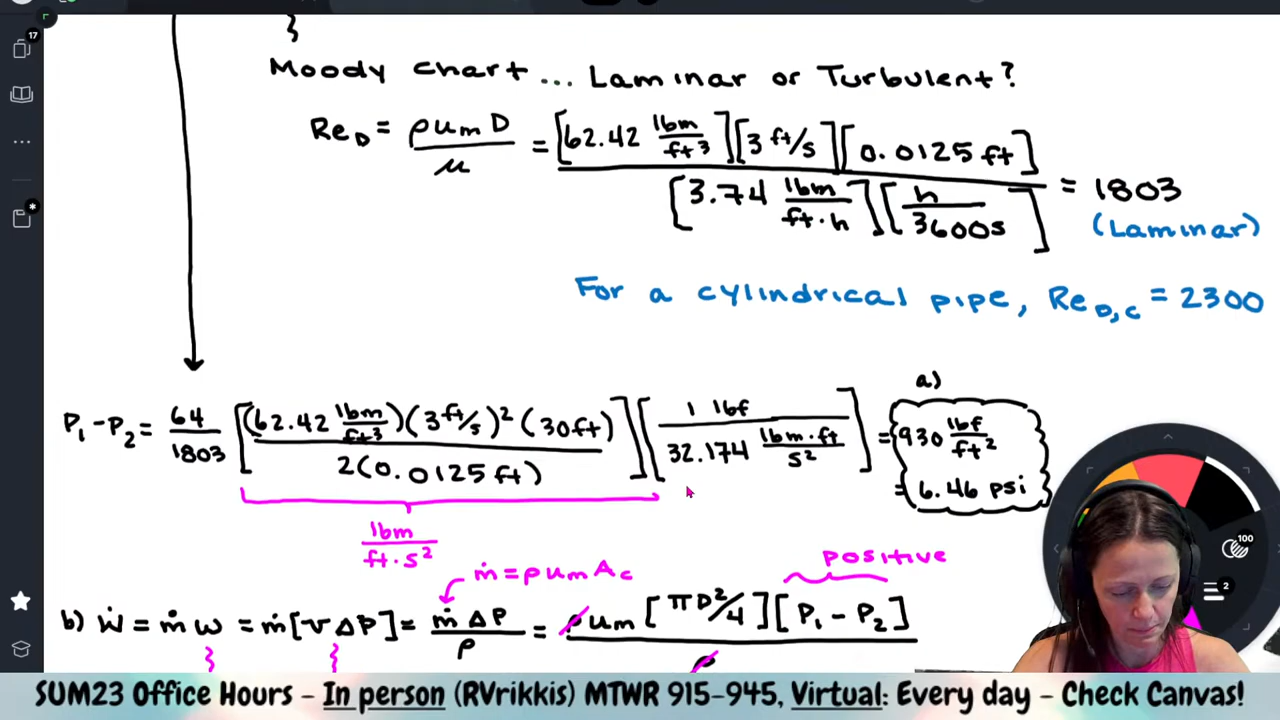 17
Moody chart... Laminar or Turbulent?
Re_D = ρu_mD/μ = [62.42 lbm/ft³][3 ft/s][0.0125 ft] / [3.74 lbm/ft·h][h/3600s] = 1803
(Laminar)
For a cylindrical pipe, Re_D,c = 2300
a)
P₁-P₂ = 64/1803 [(62.42 lbm/ft³)(3 ft/s)²(30ft) / 2(0.0125 ft)][1 lbf / 32.174 lbm·ft/s²] = 930 lbf/ft²
= 6.46 psi
lbm/ft·s²
positive
ṁ=ρu_mA_c
b) Ẇ = ṁw = ṁ[vΔP] = ṁΔP/ρ = ρu_m[πD²/4][P₁-P₂]/ρ
100
2
SUM23 Office Hours - In person (RVrikkis) MTWR 915-945, Virtual: Every day - Check Canvas!